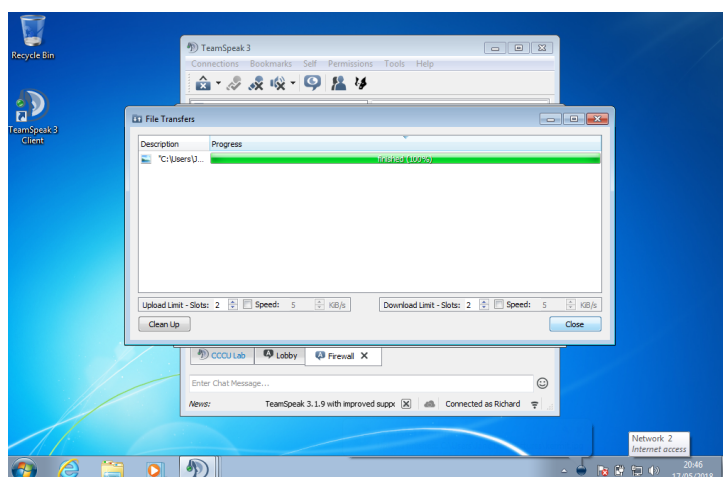 Recycle Bin
TeamSpeak 3
Client
TeamSpeak 3
Connections Bookmarks Self Permissions Tools Help
File Transfers
Description Progress
"C:\Users\J... finished (100%)
Upload Limit - Slots: 2 Speed: 5 KiB/s Download Limit - Slots: 2 Speed: 5 KiB/s
Clean Up Close
CCCU Lab Lobby Firewall X
Enter Chat Message...
News: TeamSpeak 3.1.9 with improved suppo Connected as Richard
Network 2
Internet access
20:46
17/05/2018